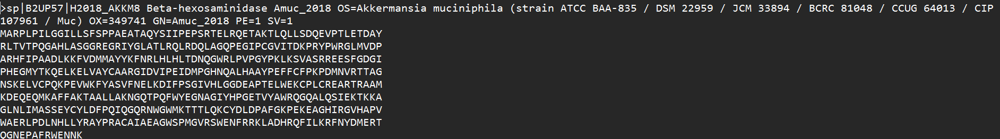 >sp|B2UP57|H2018_AKKM8 Beta-hexosaminidase Amuc_2018 OS=Akkermansia muciniphila (strain ATCC BAA-835 / DSM 22959 / JCM 33894 / BCRC 81048 / CCUG 64013 / CIP
107961 / Muc) OX=349741 GN=Amuc_2018 PE=1 SV=1
MARPLPILGGILLSFSPPAEATAQYSIIPEPSRTELRQETAKTLQLLSDQEVPTLETDAY
RLTVTPQGAHLASGGREGRIYGLATLRQLRDQLAGQPEGIPCGVITDKPRYPWRGLMVDP
ARHFIPAADLKKFVDMMAYYKFNRLHLHLTDNQGWRLPVPGYPKLKSVASRREESFGDGI
PHEGMYTKQELKELVAYCAARGIDVIPEIDMPGHNQALHAAYPEFFCFPKPDMNVRTTAG
NSKELVCPQKPEVWKFYASVFNELKDIFPSGIVHLGGDEAPTELWEKCPLCREARTRAAM
KDEQEQMKAFFAKTAALLAKNGQTPQFWYEGNAGIYHPGETVYAWRQGQALQSIEKTKKA
GLNLIMASSEYCYLDFPQIQGQRNWGWMKTTTLQKCYDLDPAFGKPEKEAGHIRGVHAPV
WAERLPDLNHLLYRAYPRACAIAEAGWSPMGVRSWENFRRKLADHRQFILKRFNYDMERT
QGNEPAFRWENNK